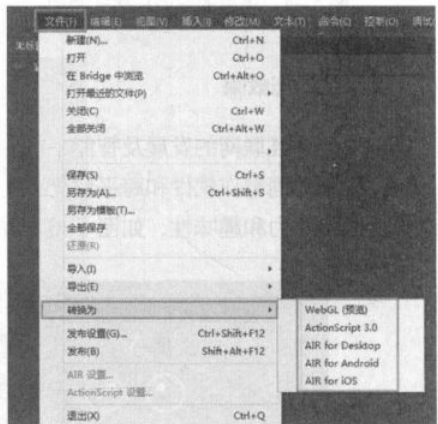 文件(F) 编辑(E) 视图(V) 插入(I) 修改(M) 文本(T) 命令(C) 控制(O) 调试
新建(N)... Ctrl+N
打开 Ctrl+O
在 Bridge 中浏览 Ctrl+Alt+O
打开最近的文件(P)
关闭(C) Ctrl+W
全部关闭 Ctrl+Alt+W
保存(S) Ctrl+S
另存为(A)... Ctrl+Shift+S
另存为模板(T)...
全部保存
还原(R)
导入(I)
导出(E)
转换为
WebGL (预览)
ActionScript 3.0
AIR for Desktop
AIR for Android
AIR for iOS
发布设置(G)... Ctrl+Shift+F12
发布(B) Shift+Alt+F12
AIR 设置...
ActionScript 设置...
退出(X) Ctrl+Q